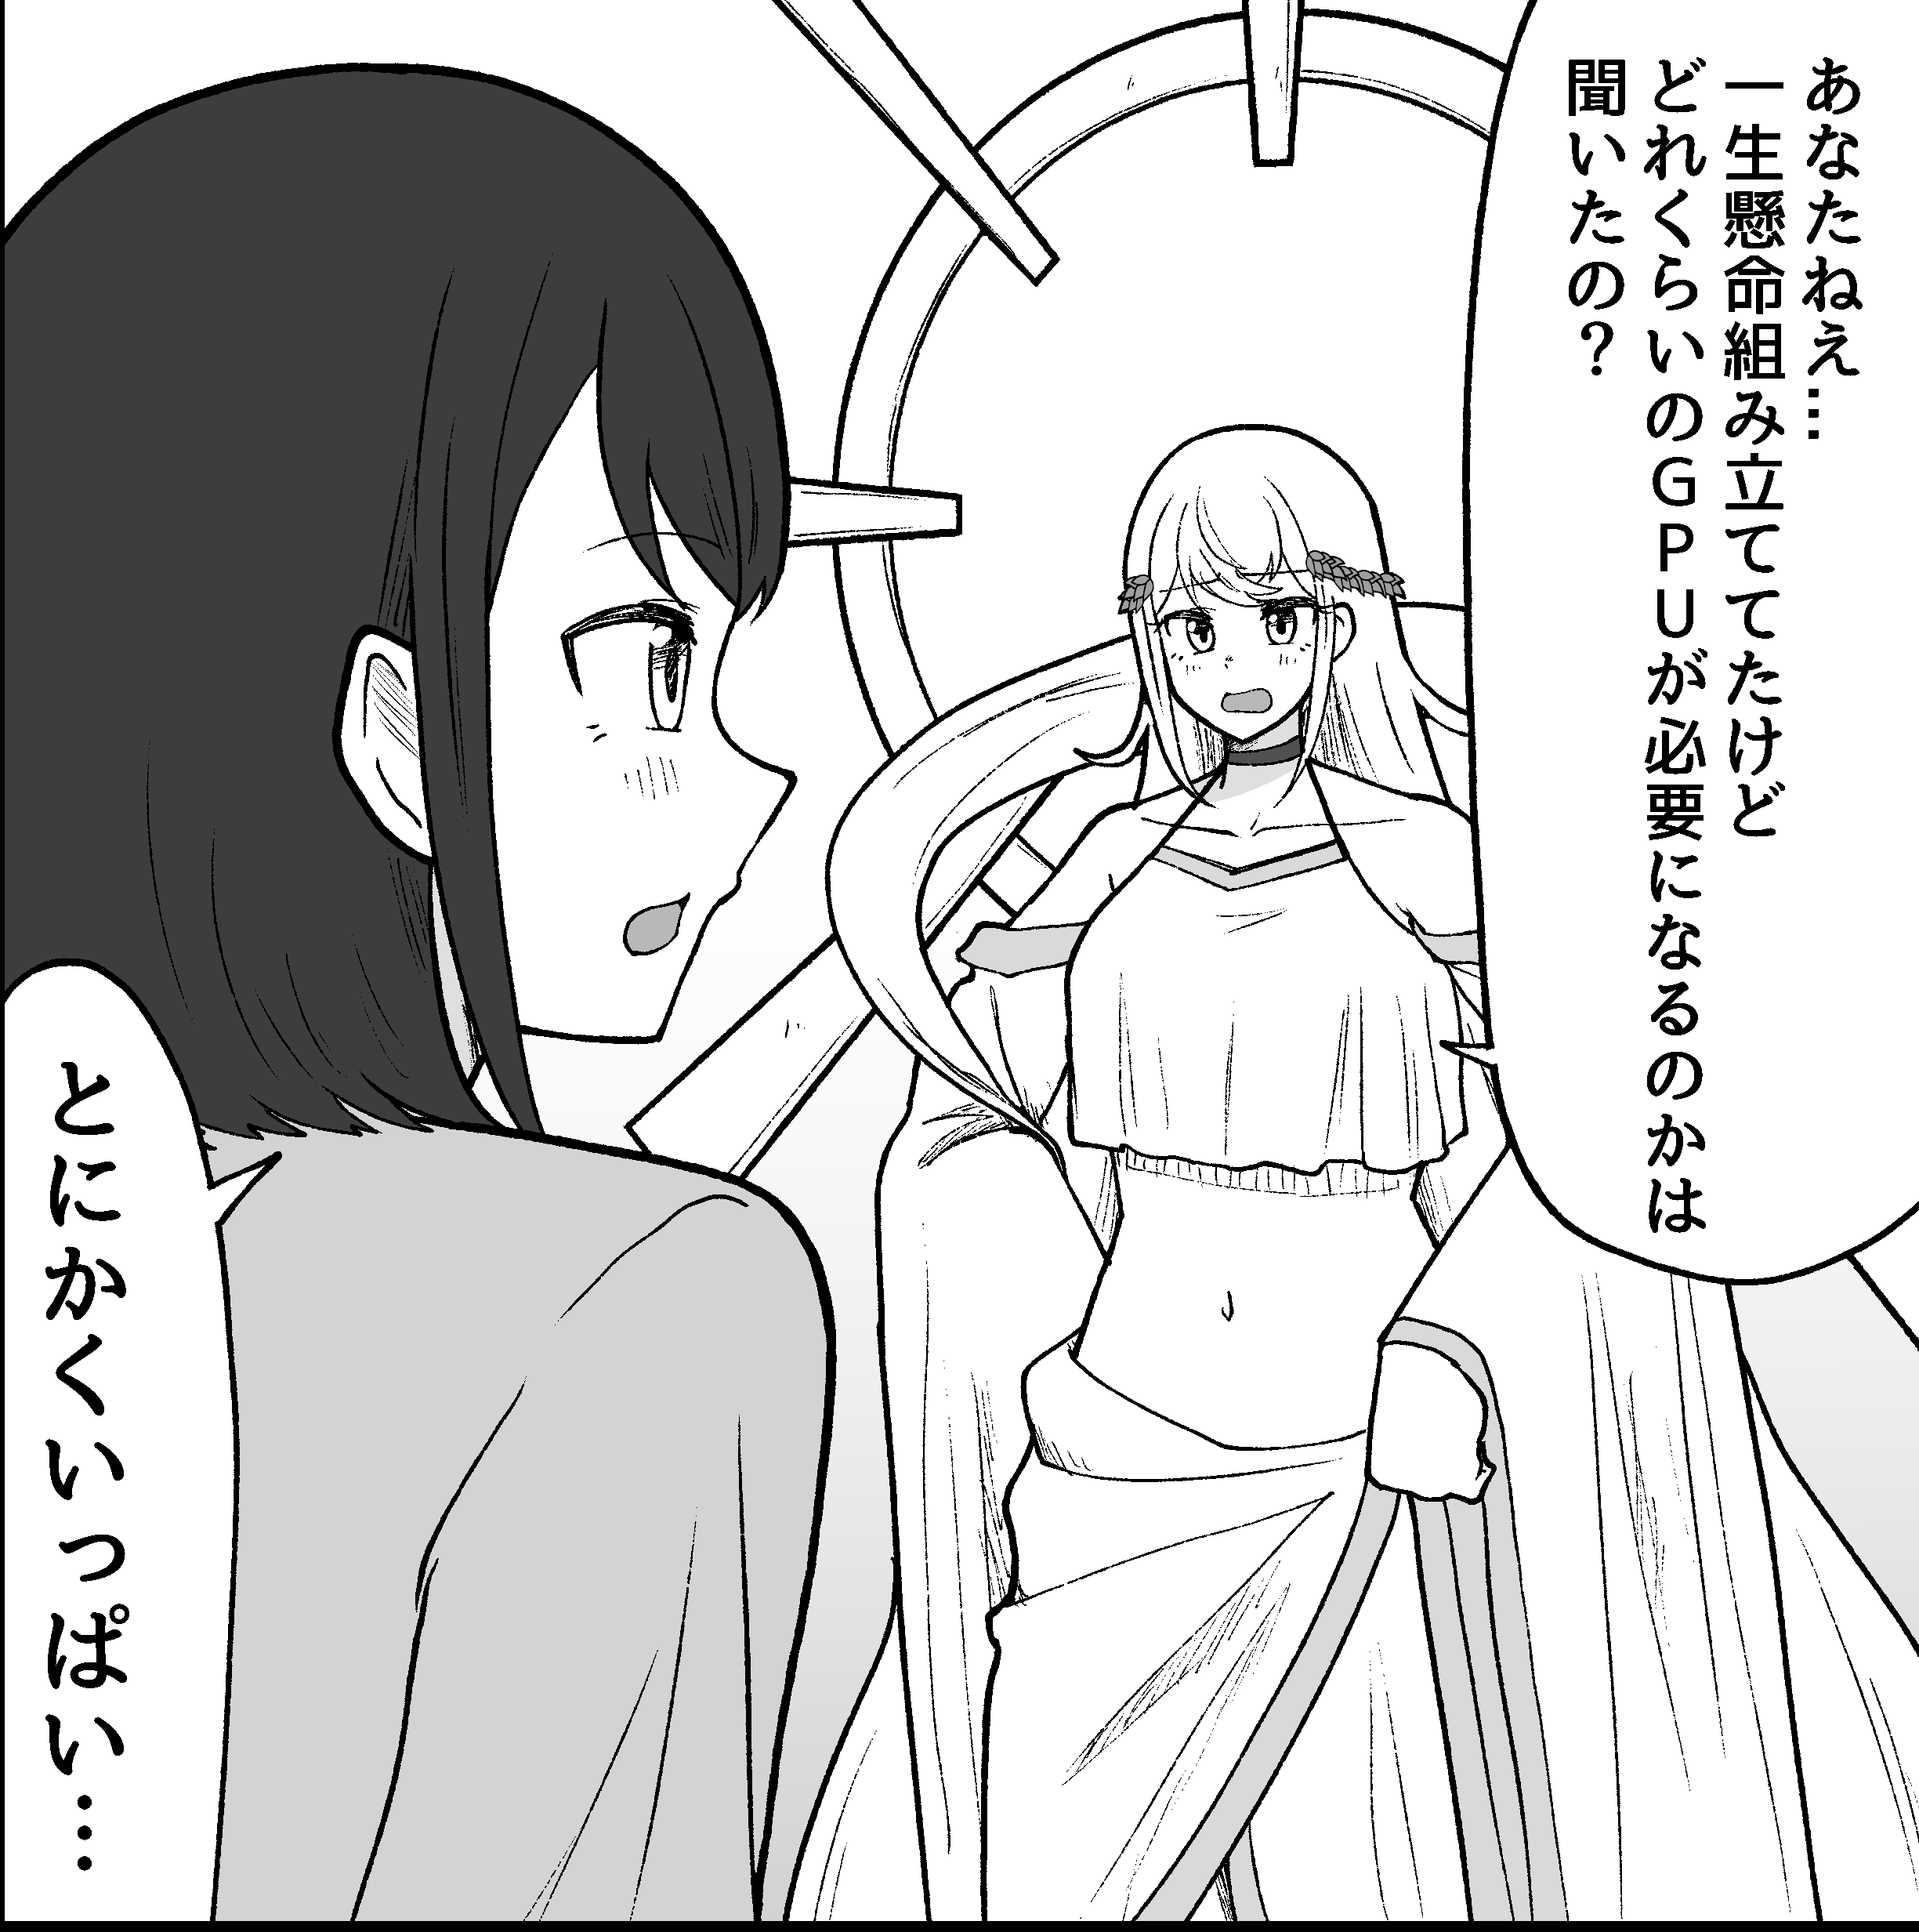 あなたねえ…
一生懸命組み立ててたけど
どれくらいのＧＰＵが必要になるのかは
聞いたの？
とにかくいっぱい…